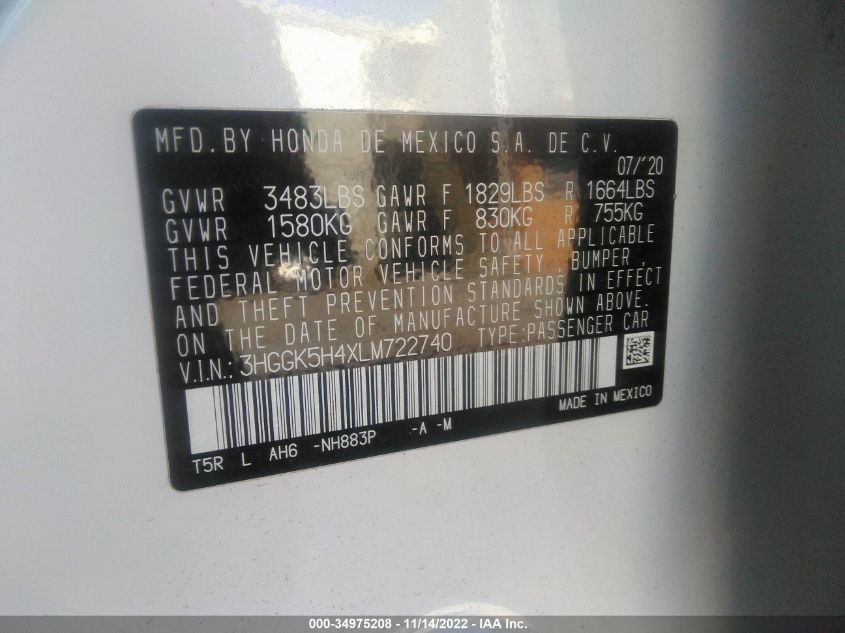 MFD. BY HONDA DE MEXICO S.A. DE C.V.
07/'20
GVWR 3483LBS GAWR F 1829LBS R 1664LBS
GVWR 1580KG GAWR F 830KG R 755KG
THIS VEHICLE CONFORMS TO ALL APPLICABLE
FEDERAL MOTOR VEHICLE SAFETY, BUMPER
AND THEFT PREVENTION STANDARDS IN EFFECT
ON THE DATE OF MANUFACTURE SHOWN ABOVE.
V.I.N.: 3HGGK5H4XLM722740 TYPE:PASSENGER CAR
MADE IN MEXICO
T5R L AH6 -NH883P -A -M
000-34975208 - 11/14/2022 - IAA Inc.